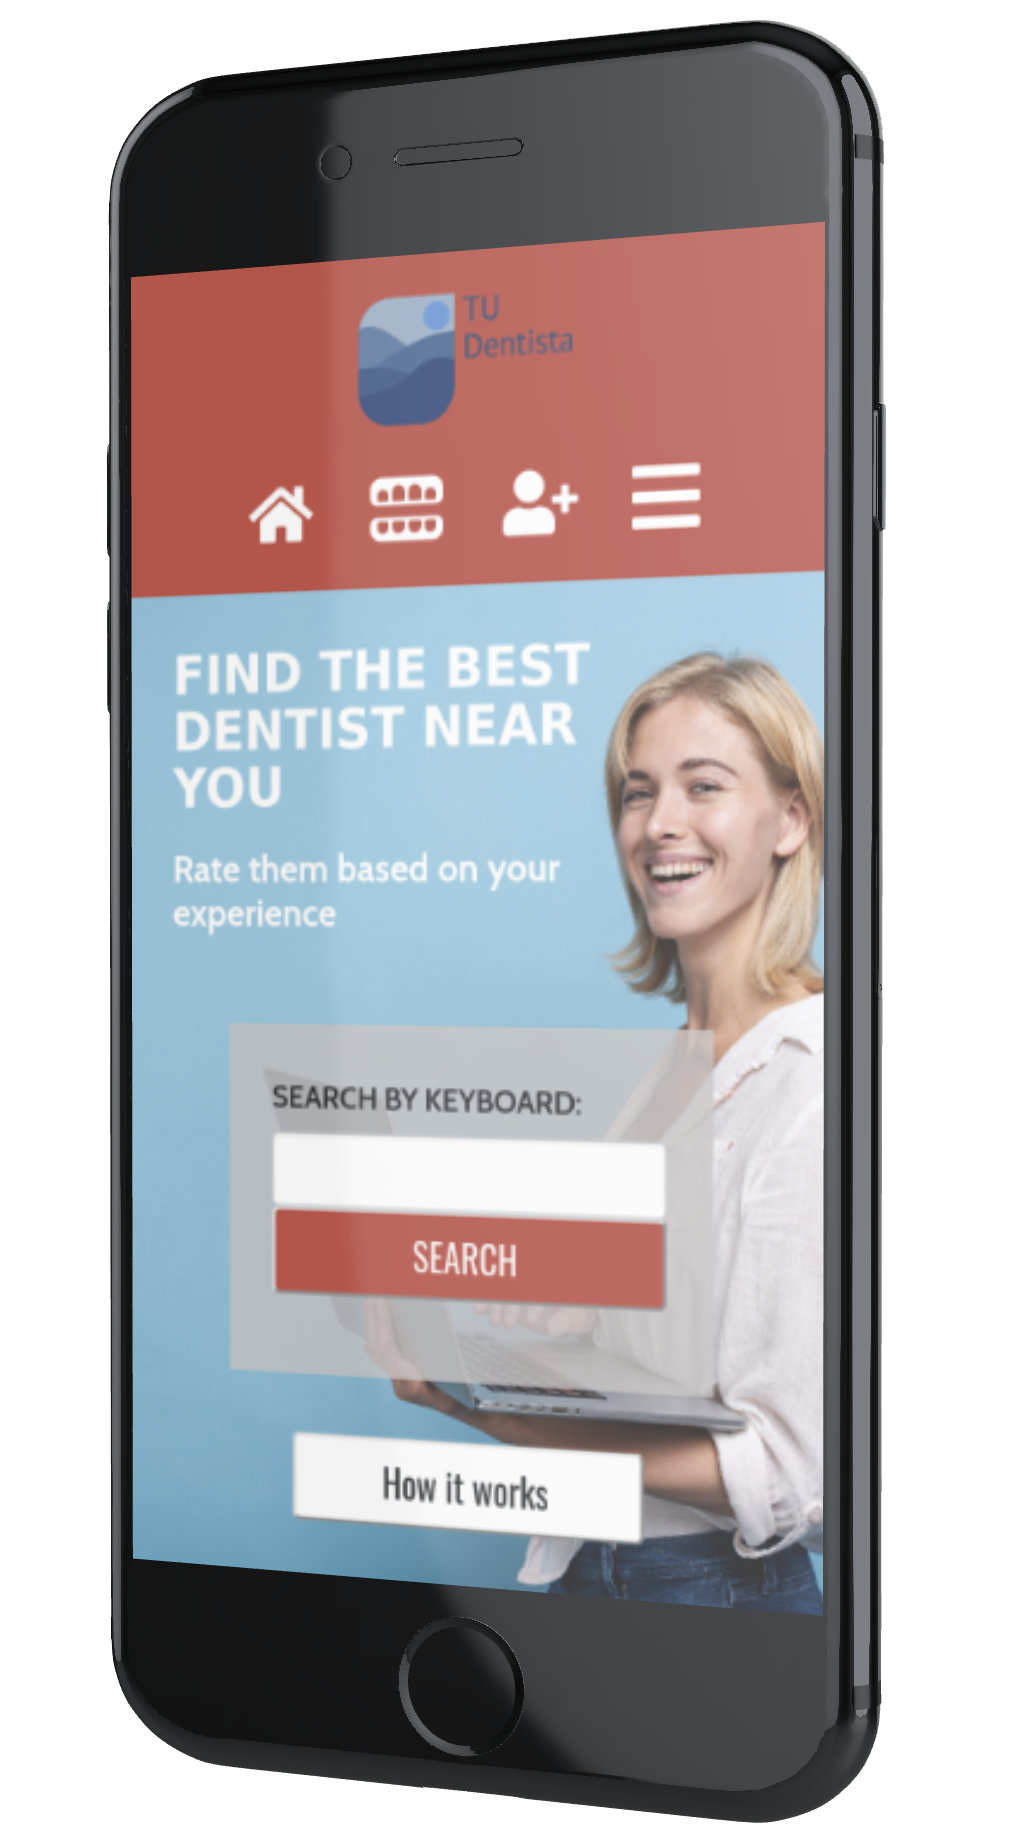 TU
Dentista
FIND THE BEST
DENTIST NEAR
YOU
Rate them based on your
experience
SEARCH BY KEYBOARD:
SEARCH
How it works